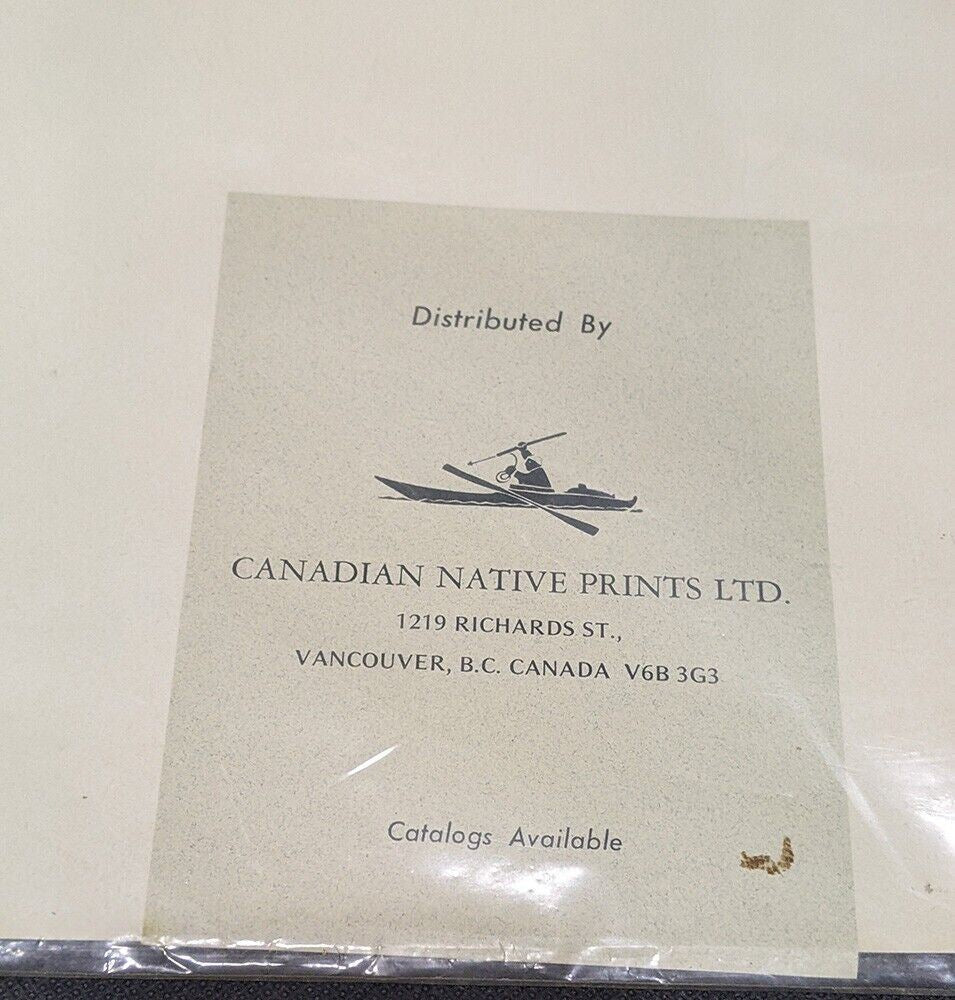 Distributed By
CANADIAN NATIVE PRINTS LTD.
1219 RICHARDS ST.,
VANCOUVER, B.C. CANADA V6B 3G3
Catalogs Available